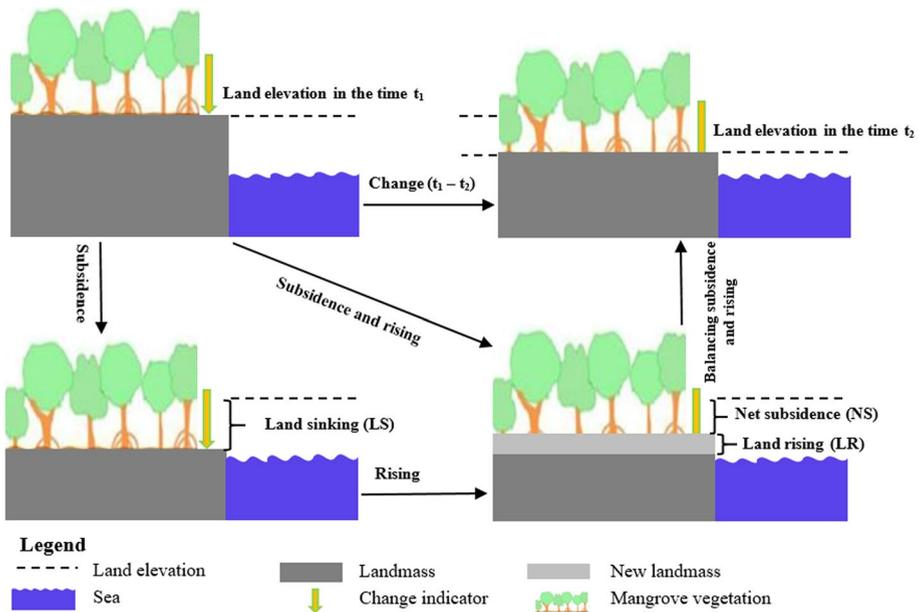 Land elevation in the time t₁
Land elevation in the time t₂
Change (t₁ – t₂)
Subsidence
Subsidence and rising
Balancing subsidence
and rising
Land sinking (LS)
Net subsidence (NS)
Land rising (LR)
Rising
Legend
Land elevation
Landmass
New landmass
Sea
Change indicator
Mangrove vegetation